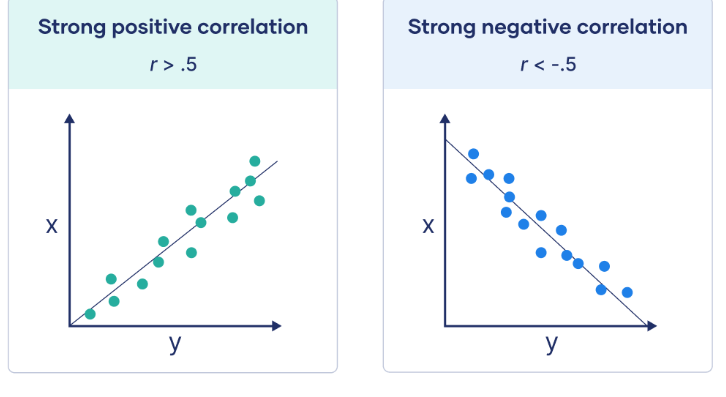 Strong positive correlation
r > .5
x
y
Strong negative correlation
r < -.5
x
y